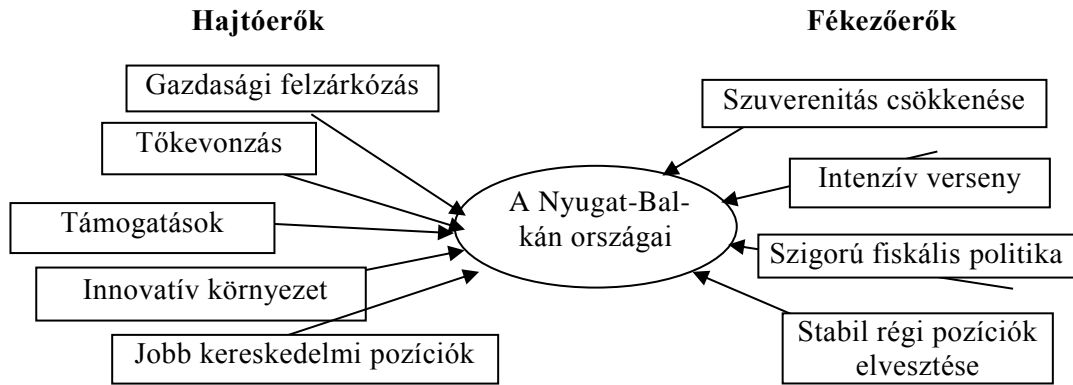 Hajtóerők
Fékezőerők
Gazdasági felzárkózás
Tőkevonzás
Támogatások
Innovatív környezet
Jobb kereskedelmi pozíciók
A Nyugat-Bal-
kán országai
Szuverenitás csökkenése
Intenzív verseny
Szigorú fiskális politika
Stabil régi pozíciók
elvesztése